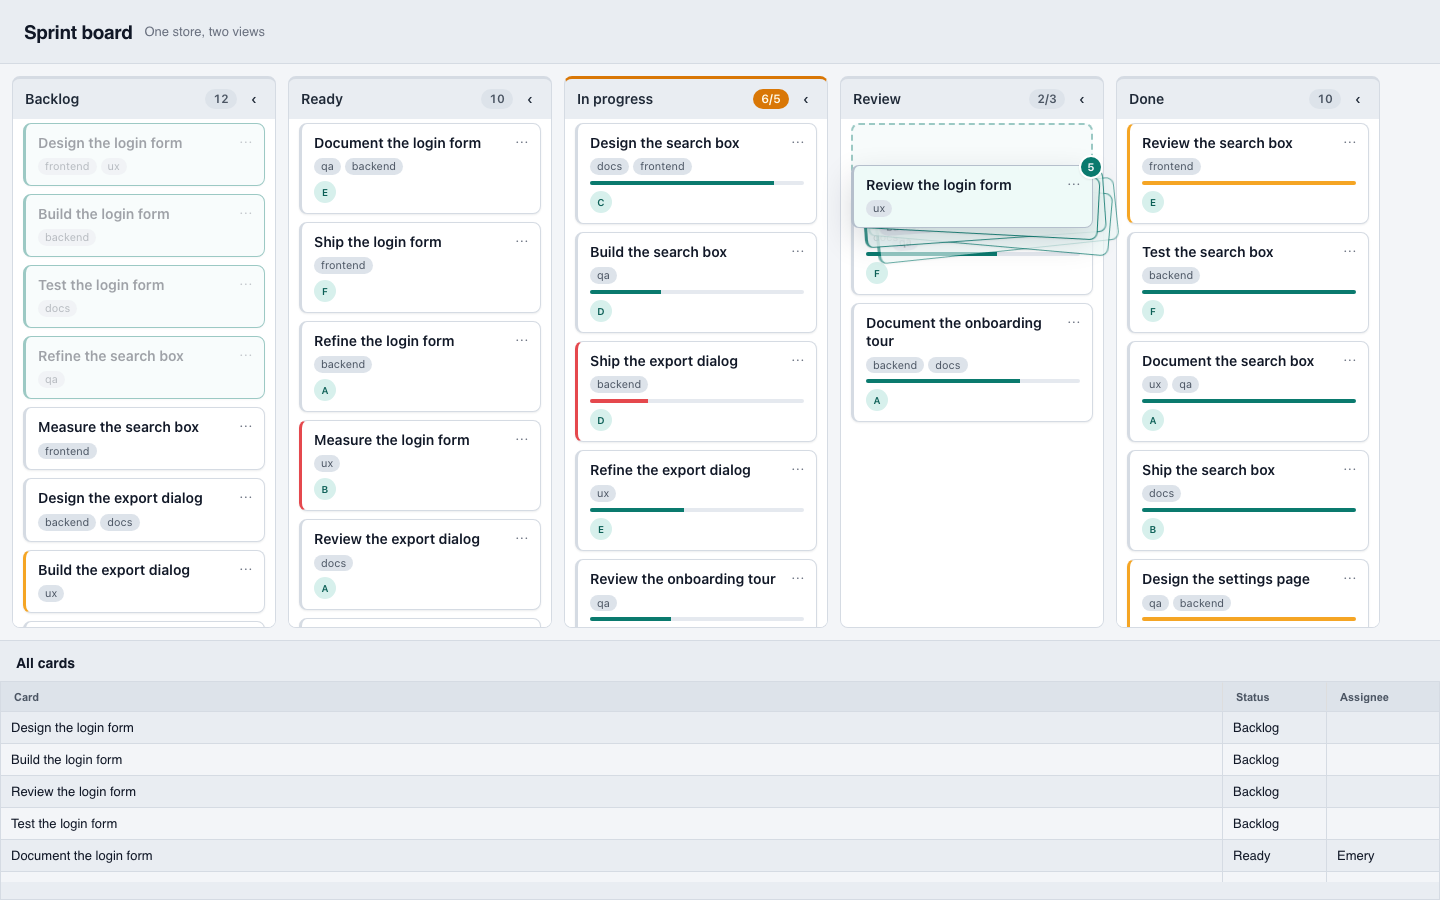 Sprint board One store, two views
Backlog 12 ‹
Design the login form ...
frontend ux
Build the login form ...
backend
Test the login form ...
docs
Refine the search box ...
qa
Measure the search box ...
frontend
Design the export dialog ...
backend docs
Build the export dialog ...
ux
Ready 10 ‹
Document the login form ...
qa backend
E
Ship the login form ...
frontend
F
Refine the login form ...
backend
A
Measure the login form ...
ux
B
Review the export dialog ...
docs
A
In progress 6/5 ‹
Design the search box ...
docs frontend
C
Build the search box ...
qa
D
Ship the export dialog ...
backend
D
Refine the export dialog ...
ux
E
Review the onboarding tour ...
qa
Review 2/3 ‹
5
Review the login form ...
ux
F
Document the onboarding ...
tour
backend docs
A
Done 10 ‹
Review the search box ...
frontend
E
Test the search box ...
backend
F
Document the search box ...
ux qa
A
Ship the search box ...
docs
B
Design the settings page ...
qa backend
All cards
Card Status Assignee
Design the login form Backlog
Build the login form Backlog
Review the login form Backlog
Test the login form Backlog
Document the login form Ready Emery